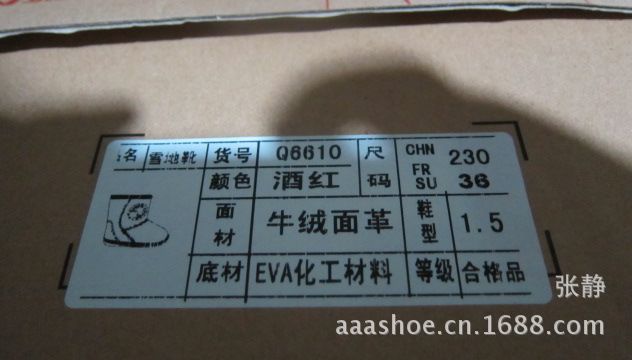 名 雪地靴 货号 Q6610 尺码 CHN 230
颜色 酒红 FR SU 36
面材 牛绒面革 鞋型 1.5
底材 EVA化工材料 等级 合格品
张静
aaashoe.cn.1688.com